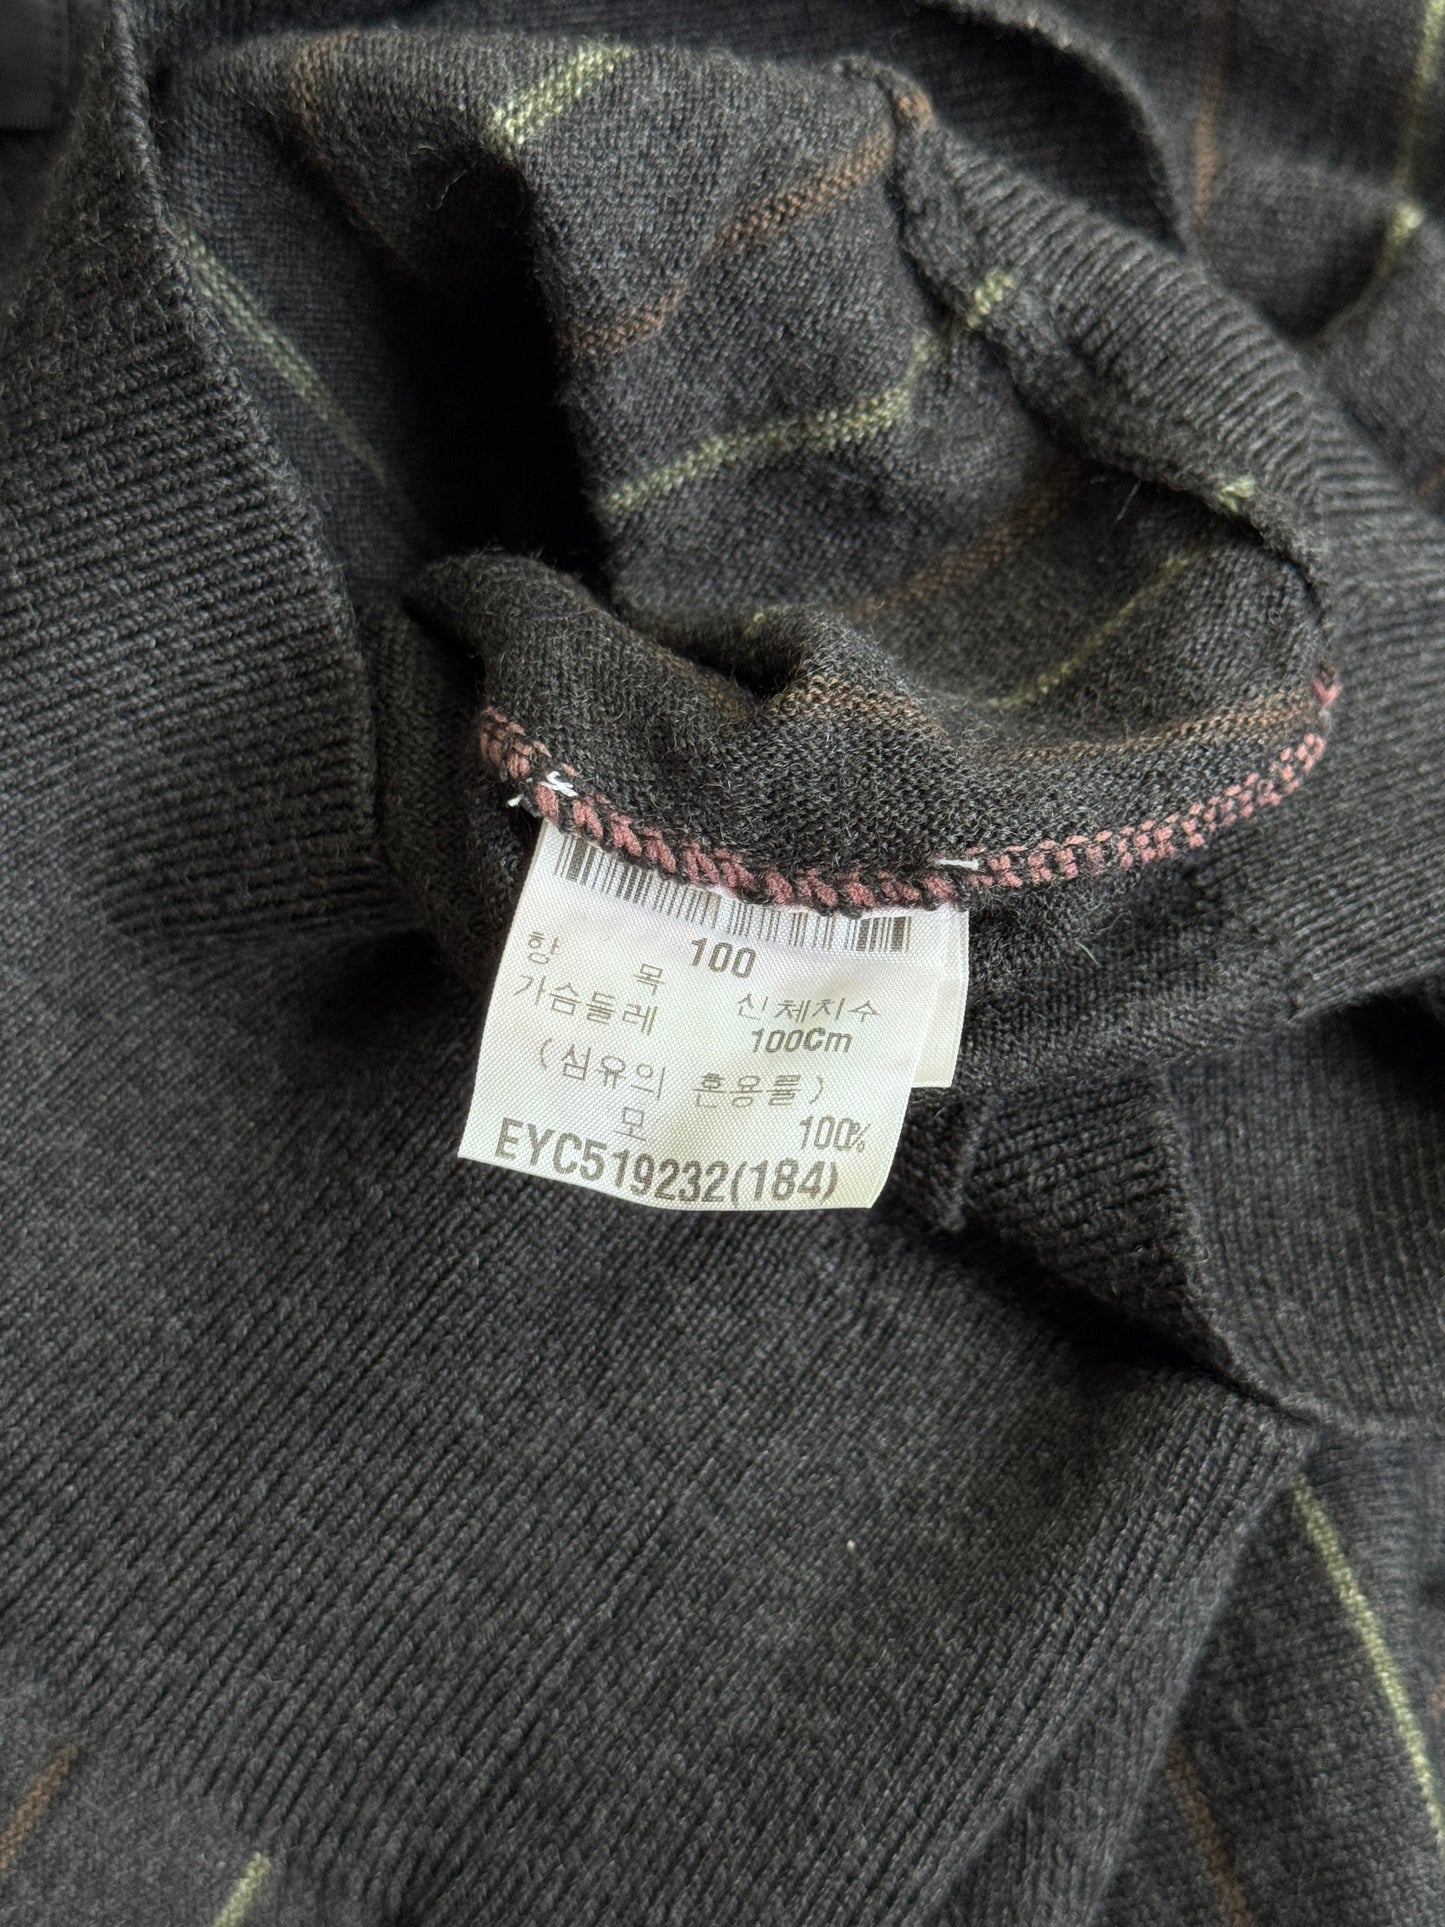 100
항 목 신체치수
가슴둘레 100Cm
(섬유의 혼용률)
모 100%
EYC519232(184)